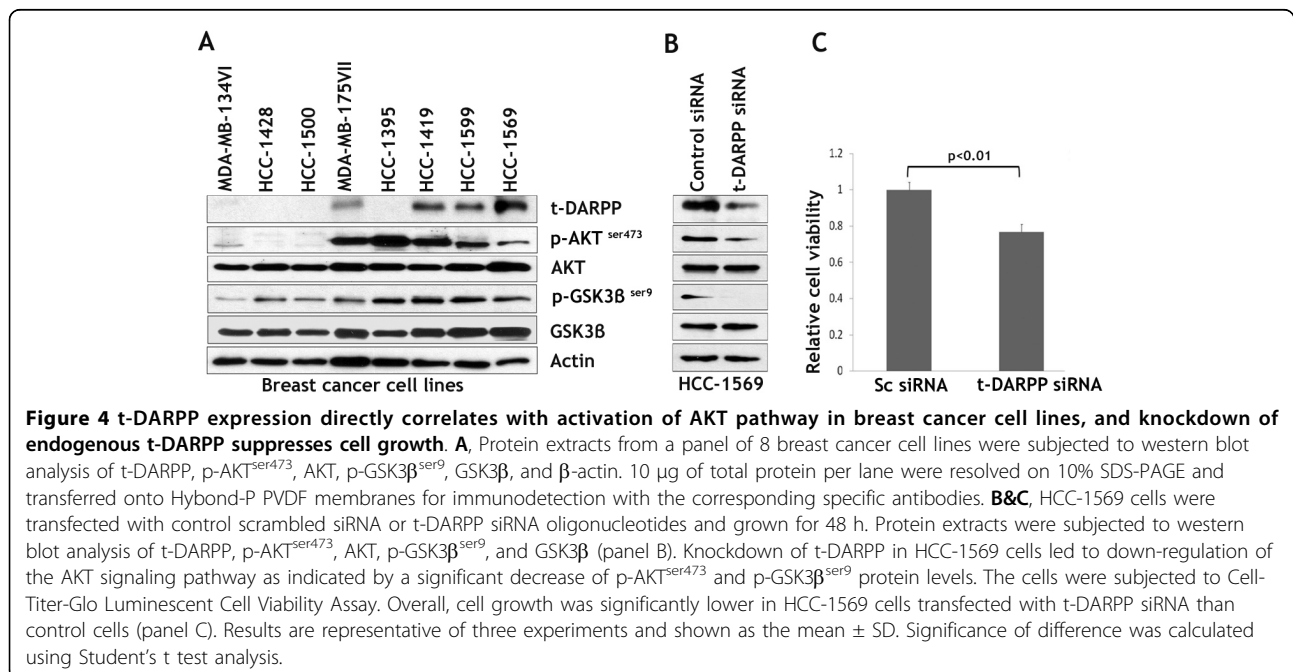 A
B
C
MDA-MB-134VI
HCC-1428
HCC-1500
MDA-MB-175VII
HCC-1395
HCC-1419
HCC-1599
HCC-1569
t-DARPP
p-AKT ser473
AKT
p-GSK3ß ser9
GSK3ß
Actin
Breast cancer cell lines
Control siRNA
t-DARPP siRNA
HCC-1569
Relative cell viability
1.2
1
0.8
0.6
0.4
0.2
0
p<0.01
Sc siRNA
t-DARPP siRNA
Figure 4 t-DARPP expression directly correlates with activation of AKT pathway in breast cancer cell lines, and knockdown of
endogenous t-DARPP suppresses cell growth. A, Protein extracts from a panel of 8 breast cancer cell lines were subjected to western blot
analysis of t-DARPP, p-AKTser473, AKT, p-GSK3βser9, GSK3β, and β-actin. 10 μg of total protein per lane were resolved on 10% SDS-PAGE and
transferred onto Hybond-P PVDF membranes for immunodetection with the corresponding specific antibodies. B&C, HCC-1569 cells were
transfected with control scrambled siRNA or t-DARPP siRNA oligonucleotides and grown for 48 h. Protein extracts were subjected to western
blot analysis of t-DARPP, p-AKTser473, AKT, p-GSK3βser9, and GSK3β (panel B). Knockdown of t-DARPP in HCC-1569 cells led to down-regulation of
the AKT signaling pathway as indicated by a significant decrease of p-AKTser473 and p-GSK3βser9 protein levels. The cells were subjected to Cell-
Titer-Glo Luminescent Cell Viability Assay. Overall, cell growth was significantly lower in HCC-1569 cells transfected with t-DARPP siRNA than
control cells (panel C). Results are representative of three experiments and shown as the mean ± SD. Significance of difference was calculated
using Student's t test analysis.